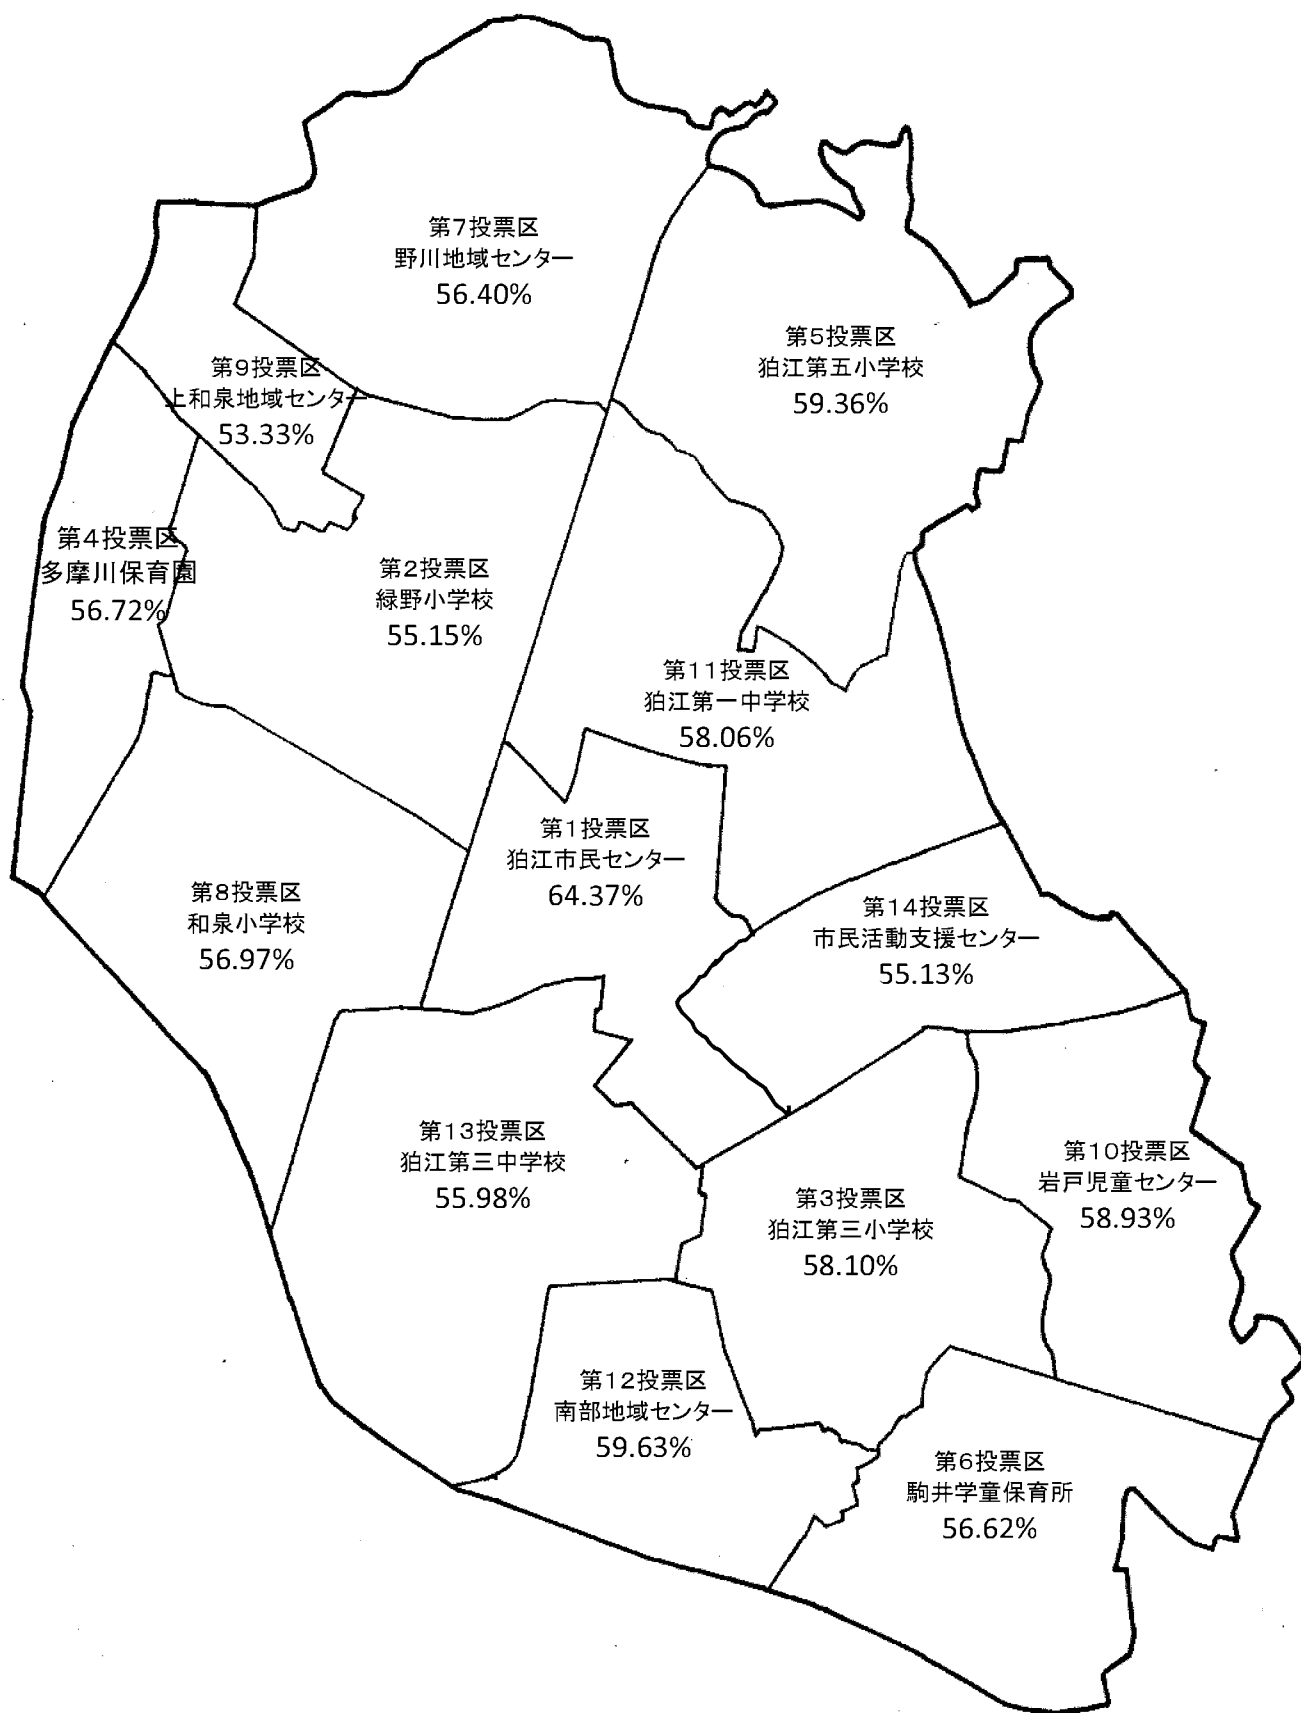 第7投票区
野川地域センター
56.40%
第5投票区
狛江第五小学校
59.36%
第9投票区
上和泉地域センター
53.33%
第4投票区
多摩川保育園
56.72%
第2投票区
緑野小学校
55.15%
第11投票区
狛江第一中学校
58.06%
第1投票区
狛江市民センター
64.37%
第8投票区
和泉小学校
56.97%
第14投票区
市民活動支援センター
55.13%
第13投票区
狛江第三中学校
55.98%
第10投票区
岩戸児童センター
58.93%
第3投票区
狛江第三小学校
58.10%
第12投票区
南部地域センター
59.63%
第6投票区
駒井学童保育所
56.62%